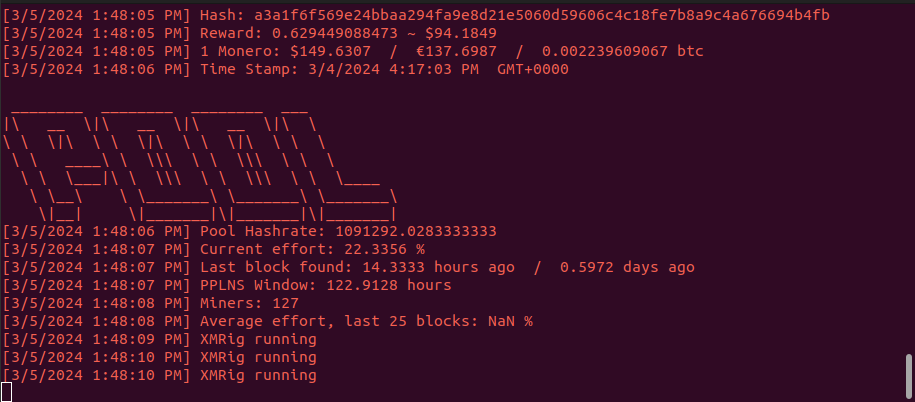 [3/5/2024 1:48:05 PM] Hash: a3a1f6f569e24bbaa294fa9e8d21e5060d59606c4c18fe7b8a9c4a676694b4fb
[3/5/2024 1:48:05 PM] Reward: 0.629449088473 ~ $94.1849
[3/5/2024 1:48:05 PM] 1 Monero: $149.6307  /  €137.6987  /  0.002239609067 btc
[3/5/2024 1:48:06 PM] Time Stamp: 3/4/2024 4:17:03 PM  GMT+0000
POOL
[3/5/2024 1:48:06 PM] Pool Hashrate: 1091292.0283333333
[3/5/2024 1:48:07 PM] Current effort: 22.3356 %
[3/5/2024 1:48:07 PM] Last block found: 14.3333 hours ago  /  0.5972 days ago
[3/5/2024 1:48:07 PM] PPLNS Window: 122.9128 hours
[3/5/2024 1:48:08 PM] Miners: 127
[3/5/2024 1:48:08 PM] Average effort, last 25 blocks: NaN %
[3/5/2024 1:48:09 PM] XMRig running
[3/5/2024 1:48:10 PM] XMRig running
[3/5/2024 1:48:10 PM] XMRig running